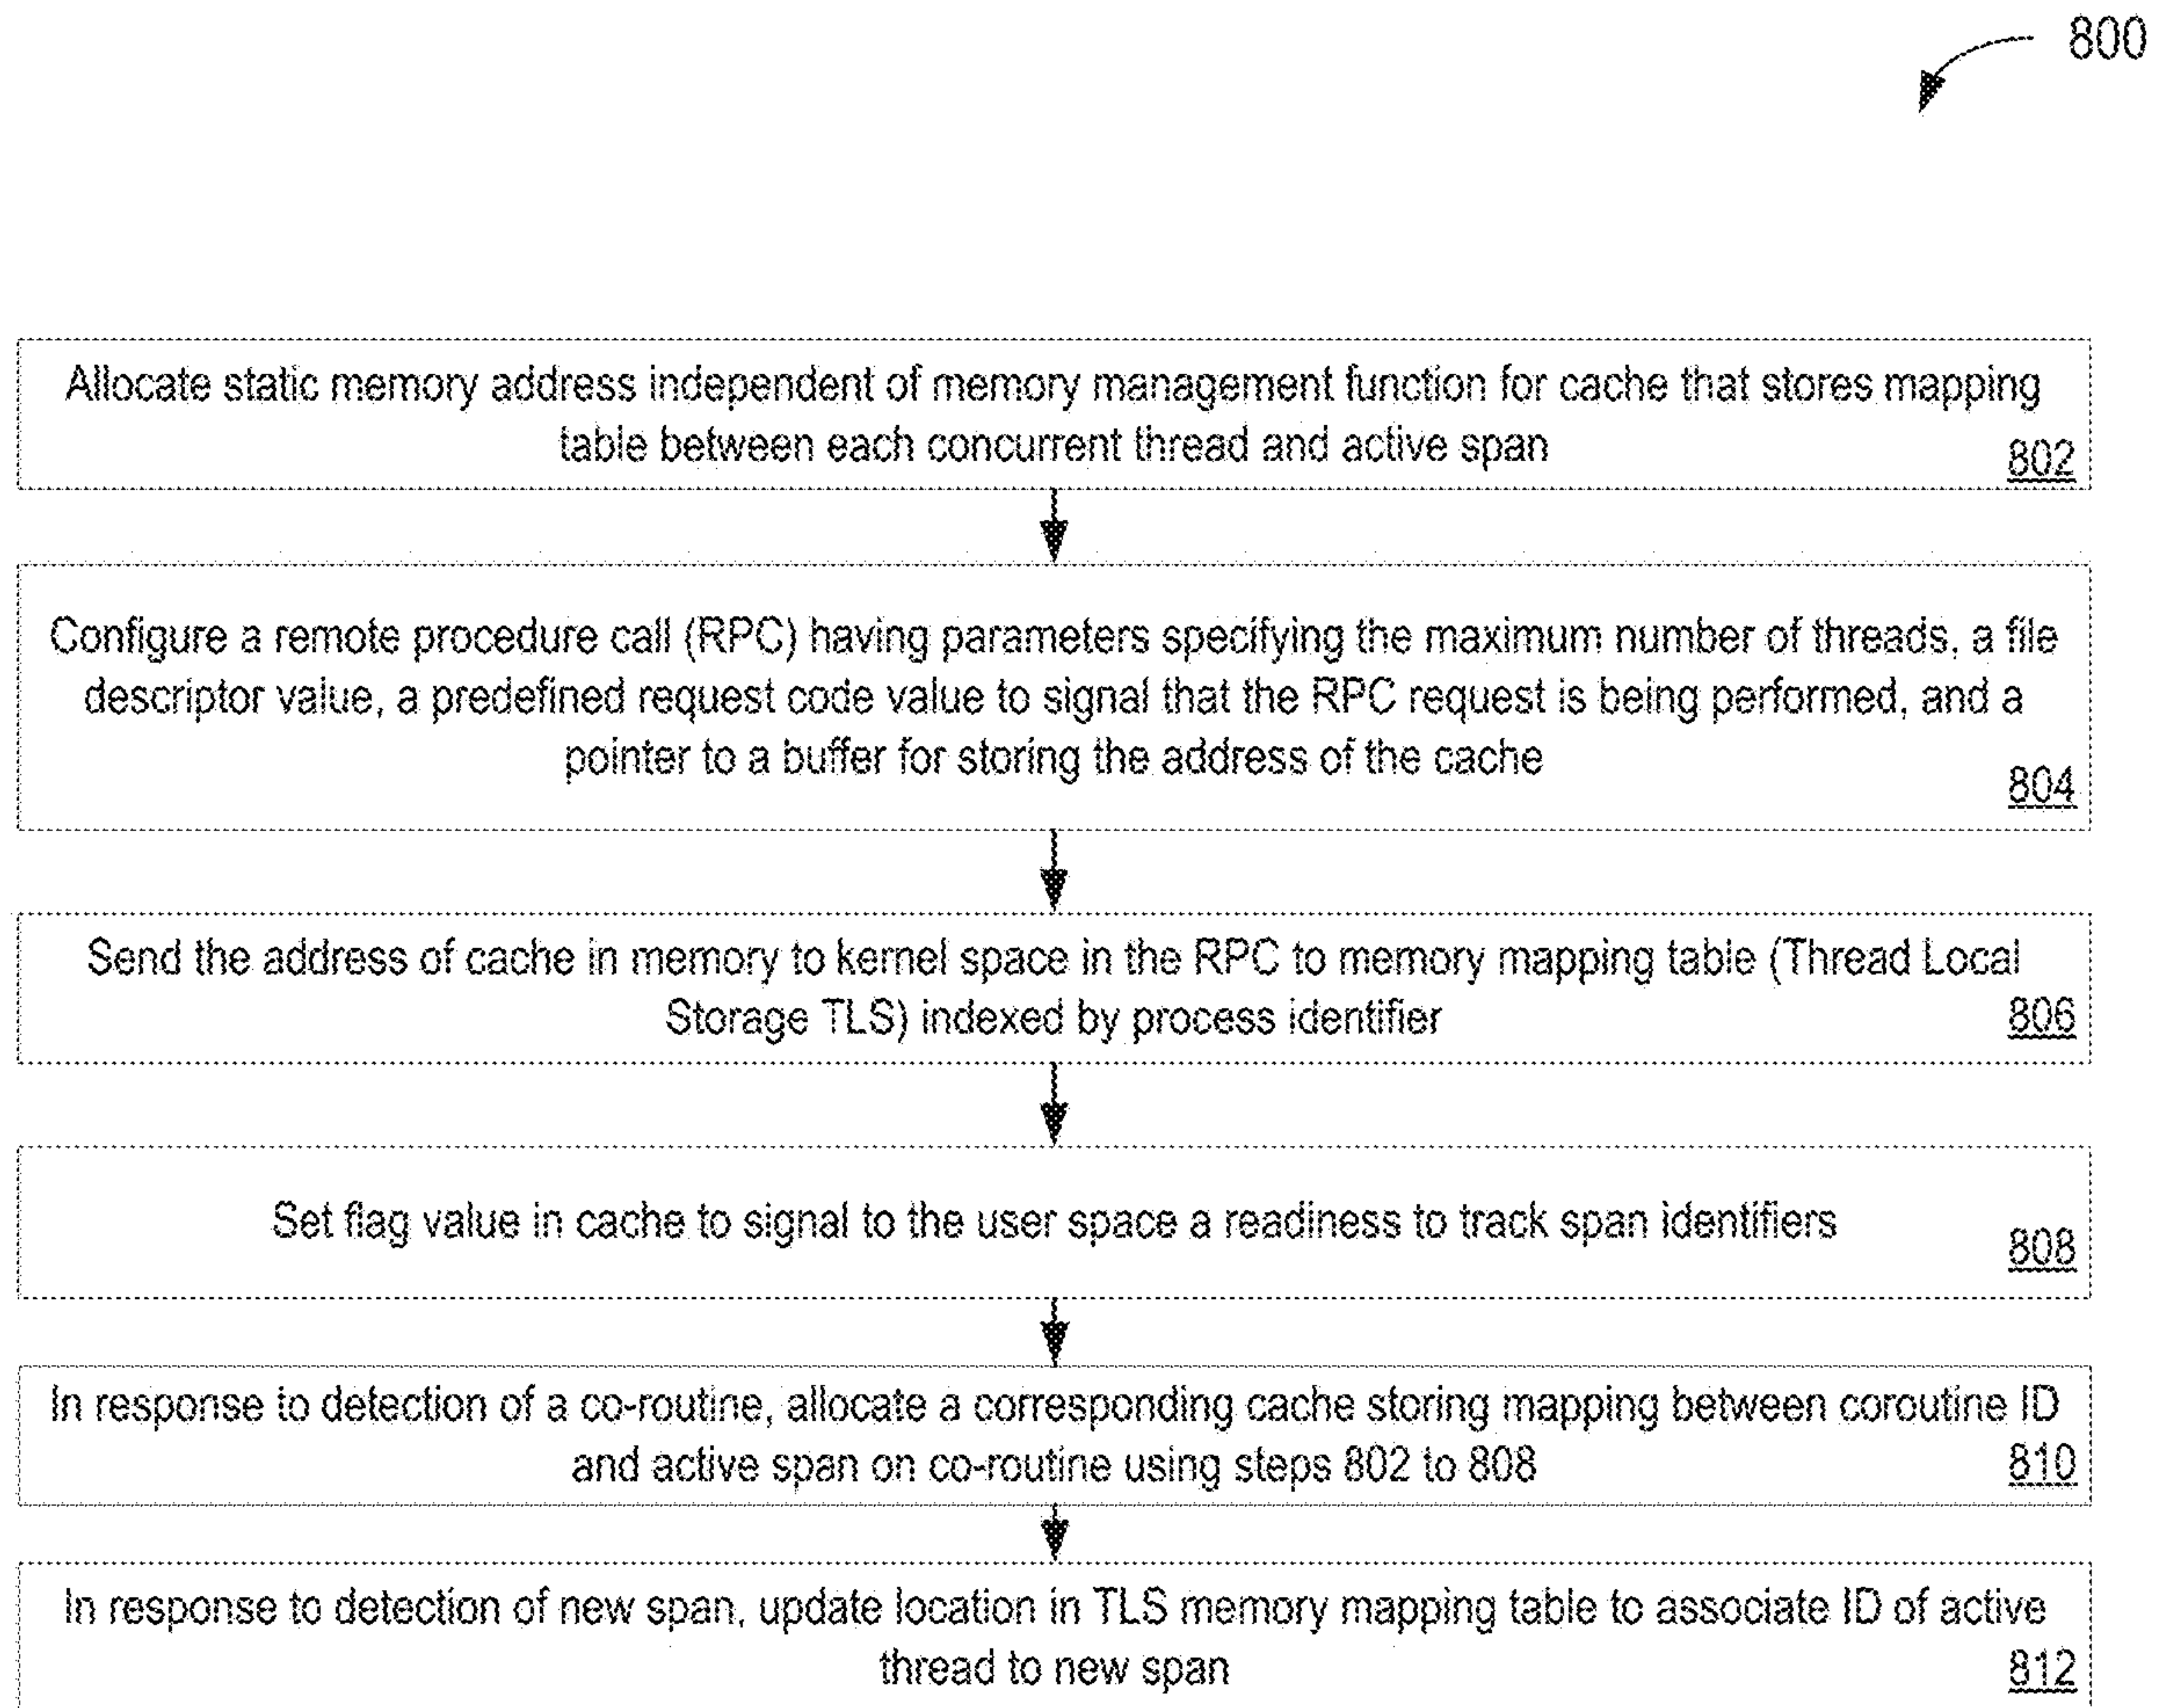 800
Allocate static memory address independent of memory management function for cache that stores mapping
table between each concurrent thread and active span
802
Configure a remote procedure call (RPC) having parameters specifying the maximum number of threads, a file
descriptor value, a predefined request code value to signal that the RPC request is being performed, and a
pointer to a buffer for storing the address of the cache
804
Send the address of cache in memory to kernel space in the RPC to memory mapping table (Thread Local
Storage TLS) indexed by process identifier
806
Set flag value in cache to signal to the user space a readiness to track span identifiers
808
In response to detection of a co-routine, allocate a corresponding cache storing mapping between coroutine ID
and active span on co-routine using steps 802 to 808
810
In response to detection of new span, update location in TLS memory mapping table to associate ID of active
thread to new span
812